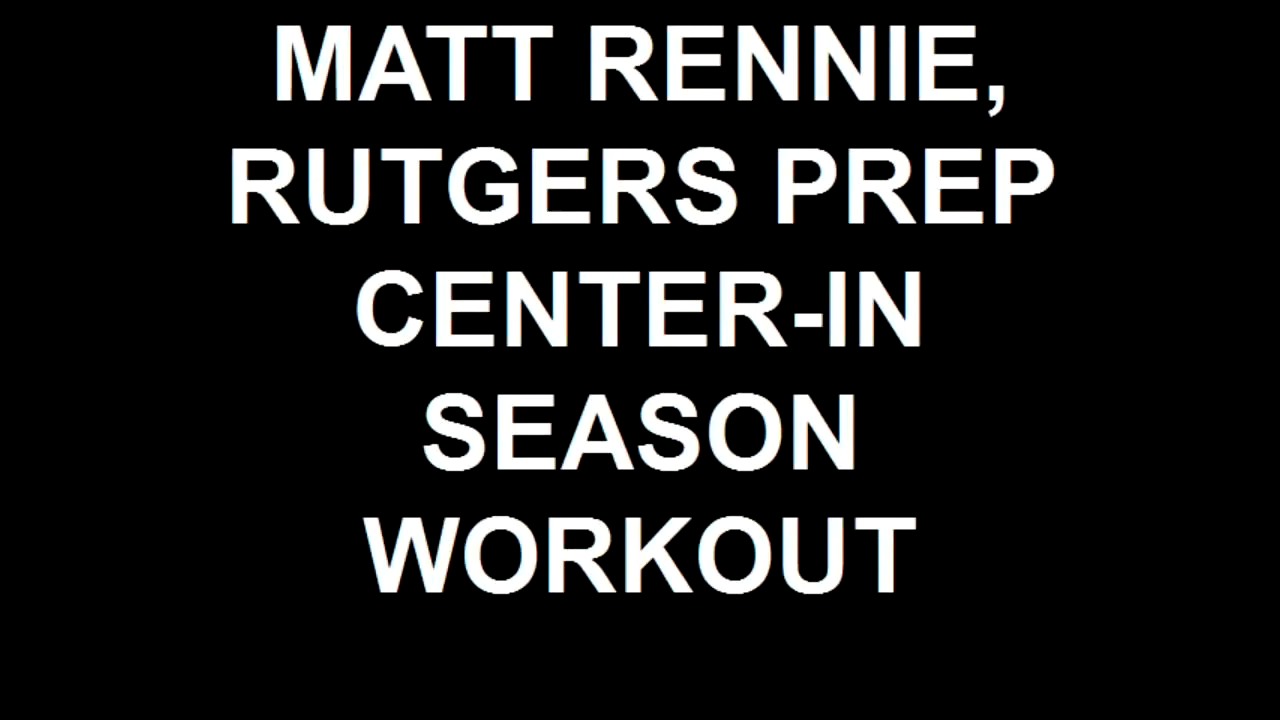 MATT RENNIE,
RUTGERS PREP
CENTER-IN
SEASON
WORKOUT